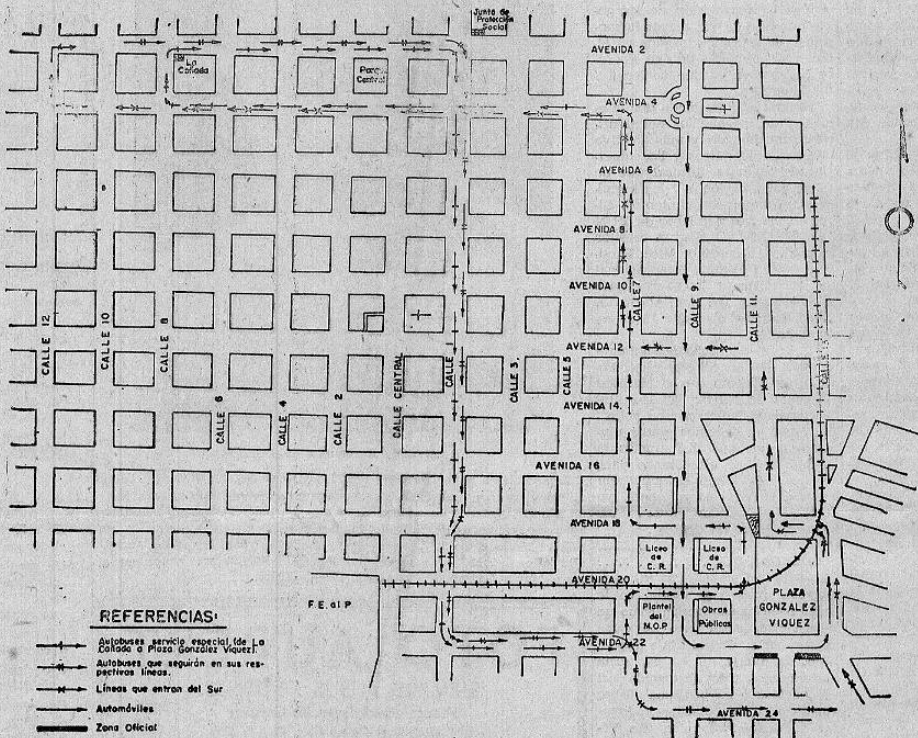 Junta de
Protección
Social
AVENIDA 2
La
Cañada
Parque
Central
AVENIDA 4
AVENIDA 6
AVENIDA 8
AVENIDA 10
CALLE 7
CALLE 9
CALLE 11.
AVENIDA 12
CALLE 12
CALLE 10
CALLE 8
CALLE 6
CALLE 4
CALLE 2
CALLE CENTRAL
CALLE 1
CALLE 3.
CALLE 5
AVENIDA 14.
AVENIDA 16
AVENIDA 18
Liceo
de
C. R.
Liceo
de
C. R.
AVENIDA 20
F.E. al P
Plantel
del
M.O.P.
Obras
Públicas
PLAZA
GONZALEZ
VIQUEZ
AVENIDA 22
AVENIDA 24
REFERENCIAS:
Autobuses servicio especial (de La
Cañada a Plaza González Víquez).
Autobuses que seguirán en sus res-
pectivas líneas.
Líneas que entran del Sur
Automóviles
Zona Oficial